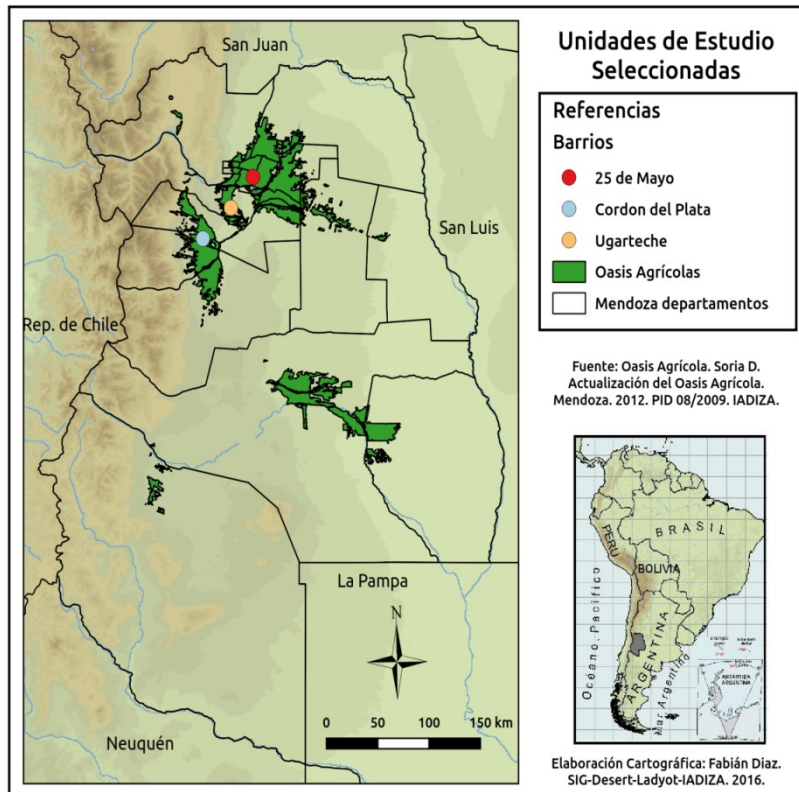 San Juan
San Luis
Rep. de Chile
La Pampa
N
0 50 100 150 km
Neuquén
Unidades de Estudio
Seleccionadas
Referencias
Barrios
25 de Mayo
Cordon del Plata
Ugarteche
Oasis Agrícolas
Mendoza departamentos
Fuente: Oasis Agrícola. Soria D.
Actualización del Oasis Agrícola.
Mendoza. 2012. PID 08/2009. IADIZA.
BRASIL
PERU
BOLIVIA
Océano, Pacífico
ARGENTINA
Mar Argentino
ANTÁRTIDA
ARGENTINA
Elaboración Cartográfica: Fabián Diaz.
SIG-Desert-Ladyot-IADIZA. 2016.